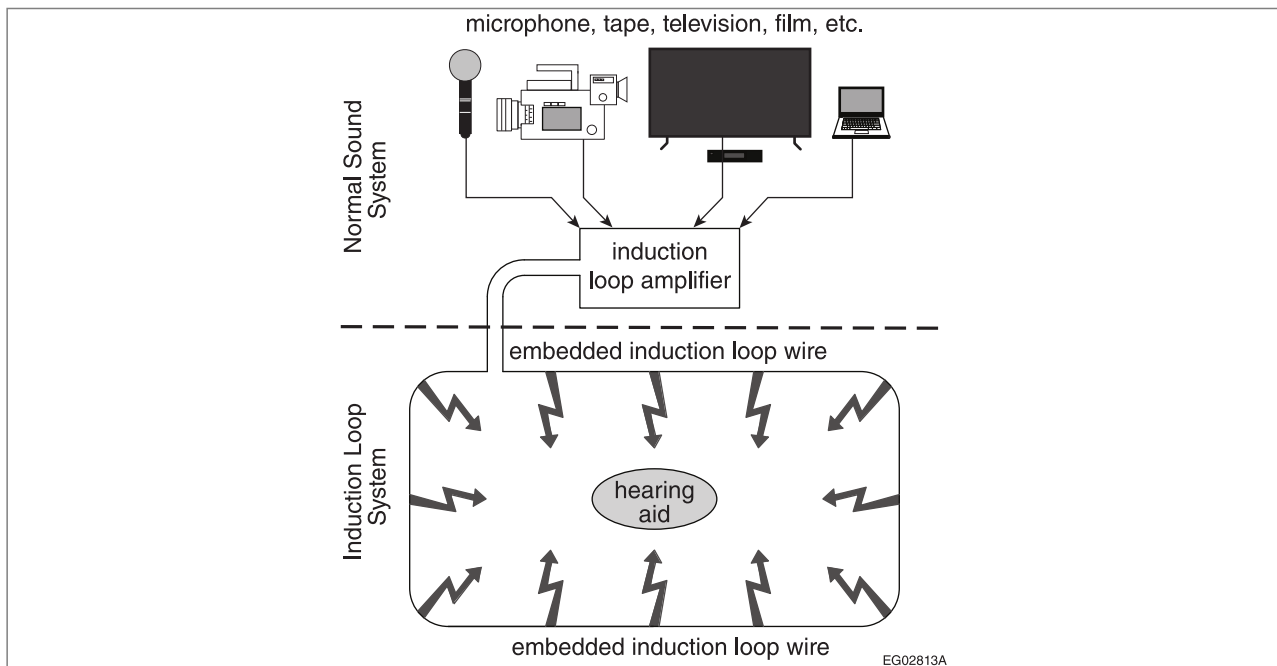 microphone, tape, television, film, etc.
Normal Sound
System
induction
loop amplifier
embedded induction loop wire
Induction Loop
System
hearing
aid
embedded induction loop wire
EG02813A